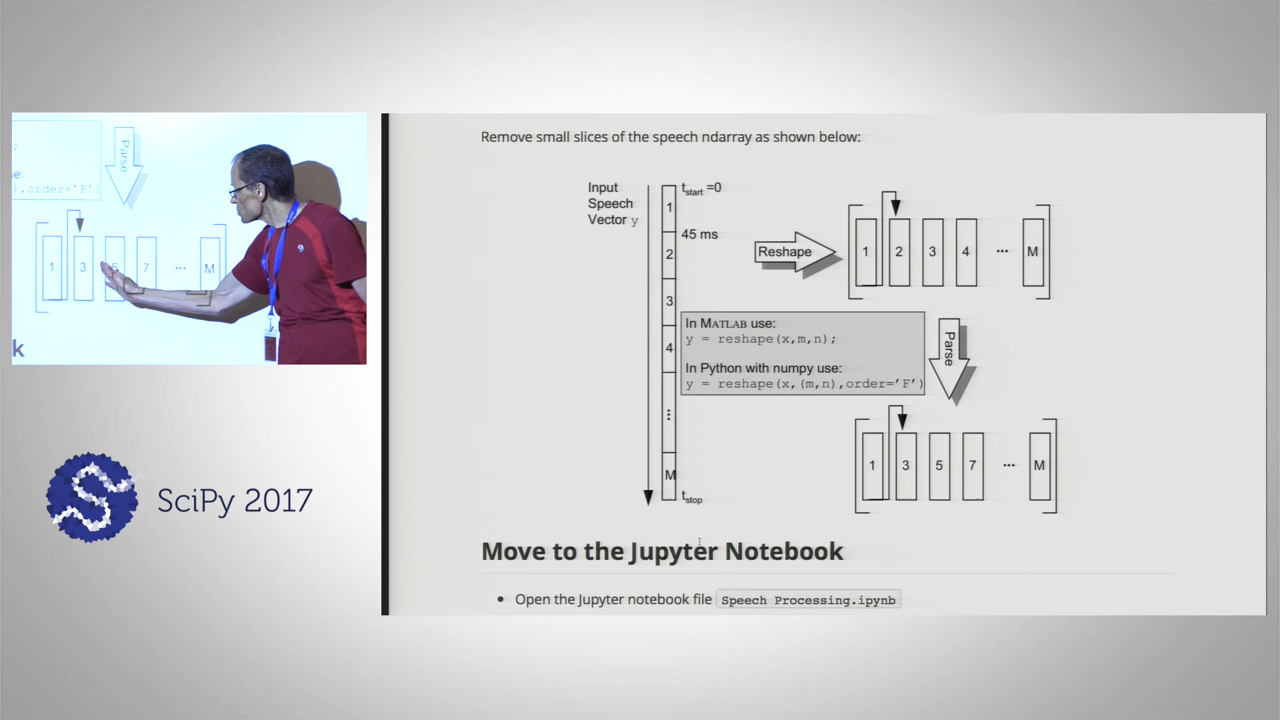 Remove small slices of the speech ndarray as shown below:
Input
Speech
Vector y
tstart =0
45 ms
1
2
3
4
⋮
M
tstop
Reshape
1 2 3 4 ... M
In MATLAB use:
y = reshape(x,m,n);
In Python with numpy use:
y = reshape(x,(m,n),order='F')
Parse
1 3 5 7 ... M
Move to the Jupyter Notebook
• Open the Jupyter notebook file Speech Processing.ipynb
;
e:
),order='F')
Parse
1 3 5 7 ... M
k
SciPy 2017